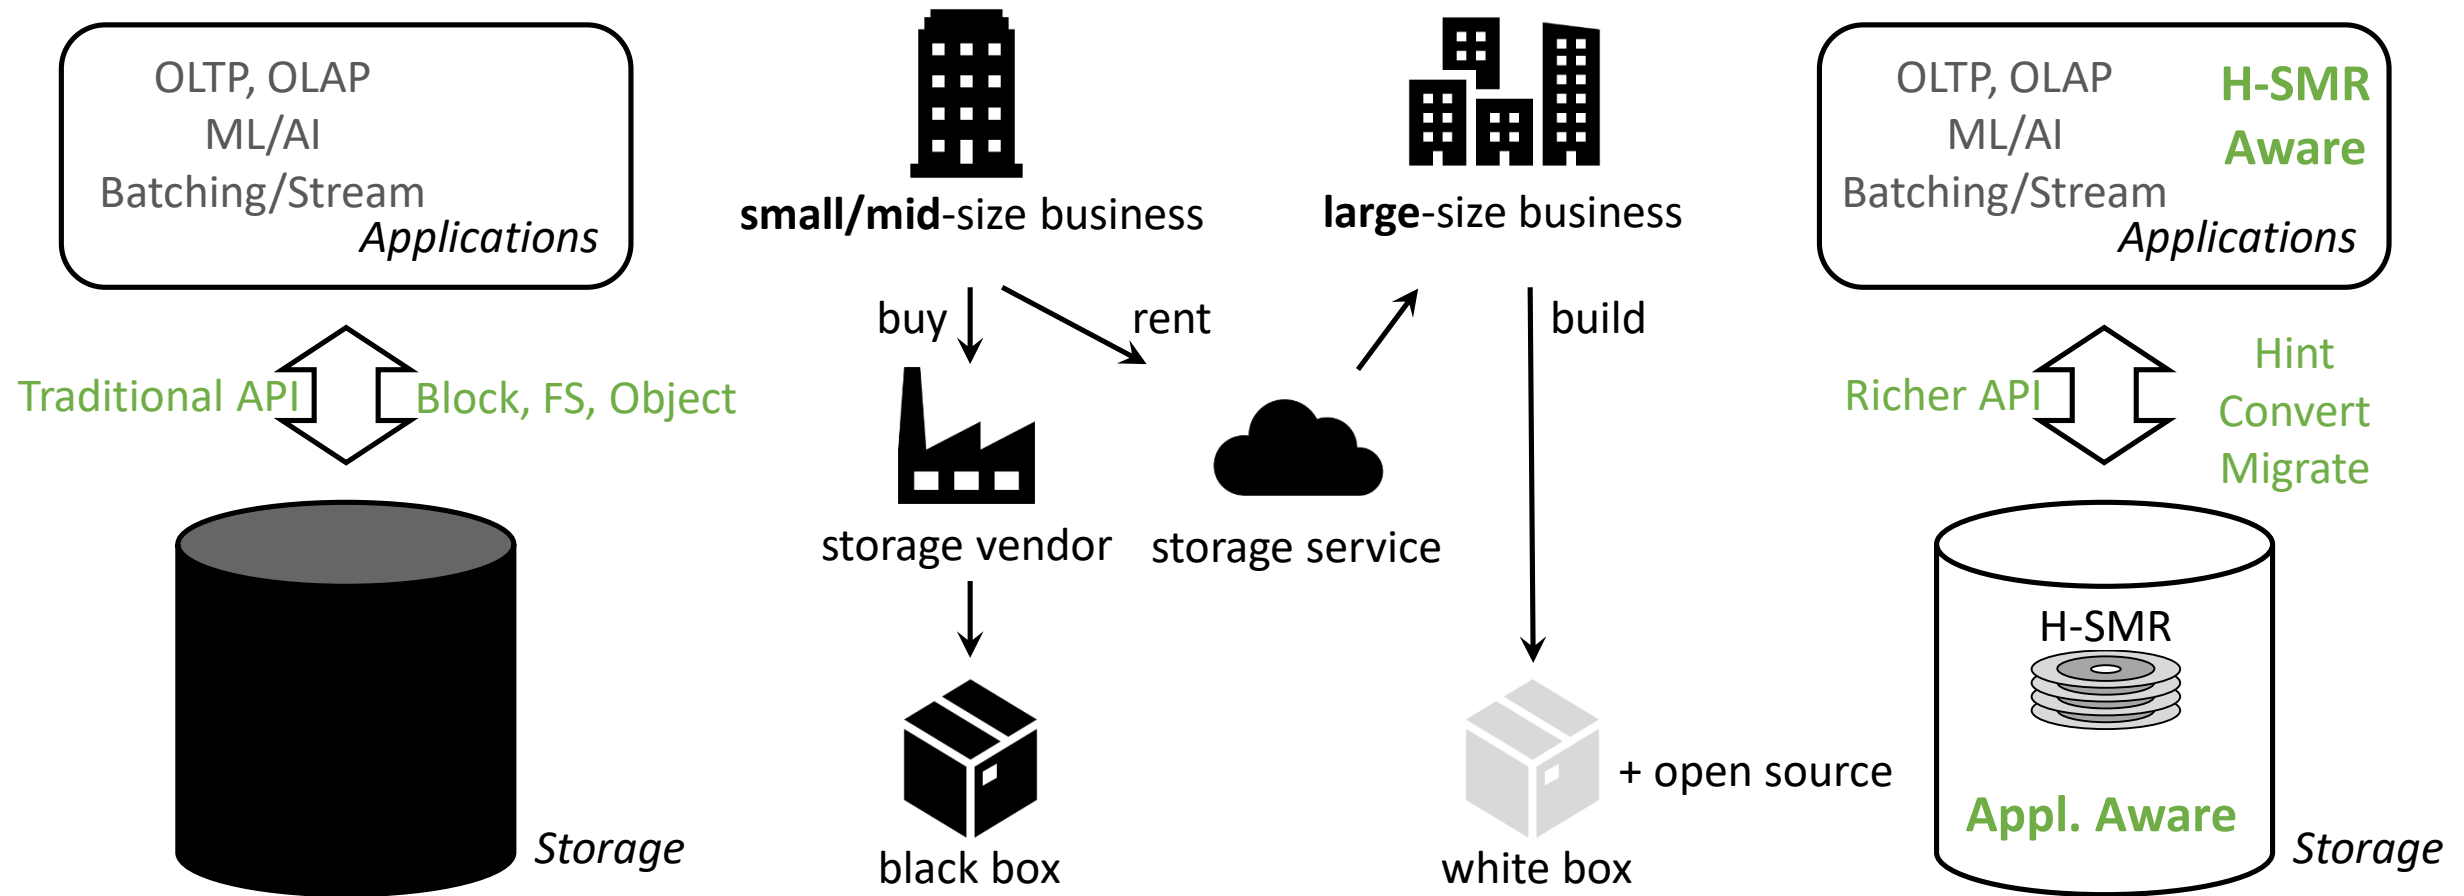 OLTP, OLAP
ML/AI
Batching/Stream
Applications
Traditional API
Block, FS, Object
Storage
small/mid-size business
large-size business
buy
rent
build
storage vendor
storage service
black box
white box
+ open source
OLTP, OLAP
ML/AI
Batching/Stream
H-SMR
Aware
Applications
Richer API
Hint
Convert
Migrate
H-SMR
Appl. Aware
Storage